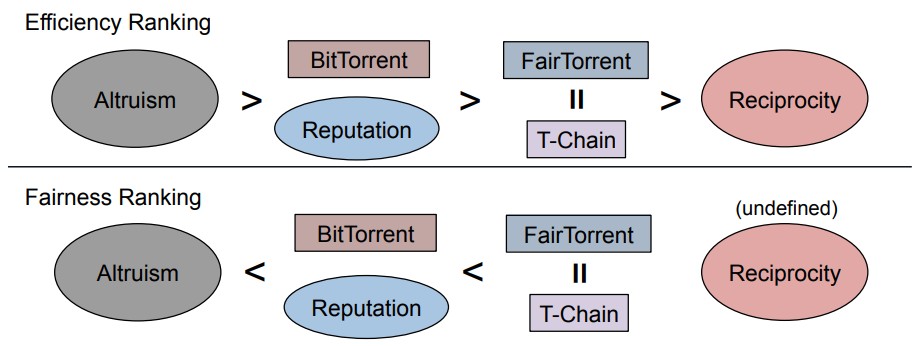 Efficiency Ranking
Altruism
>
BitTorrent
Reputation
>
FairTorrent
=
T-Chain
>
Reciprocity
Fairness Ranking
Altruism
<
BitTorrent
Reputation
<
FairTorrent
=
T-Chain
(undefined)
Reciprocity